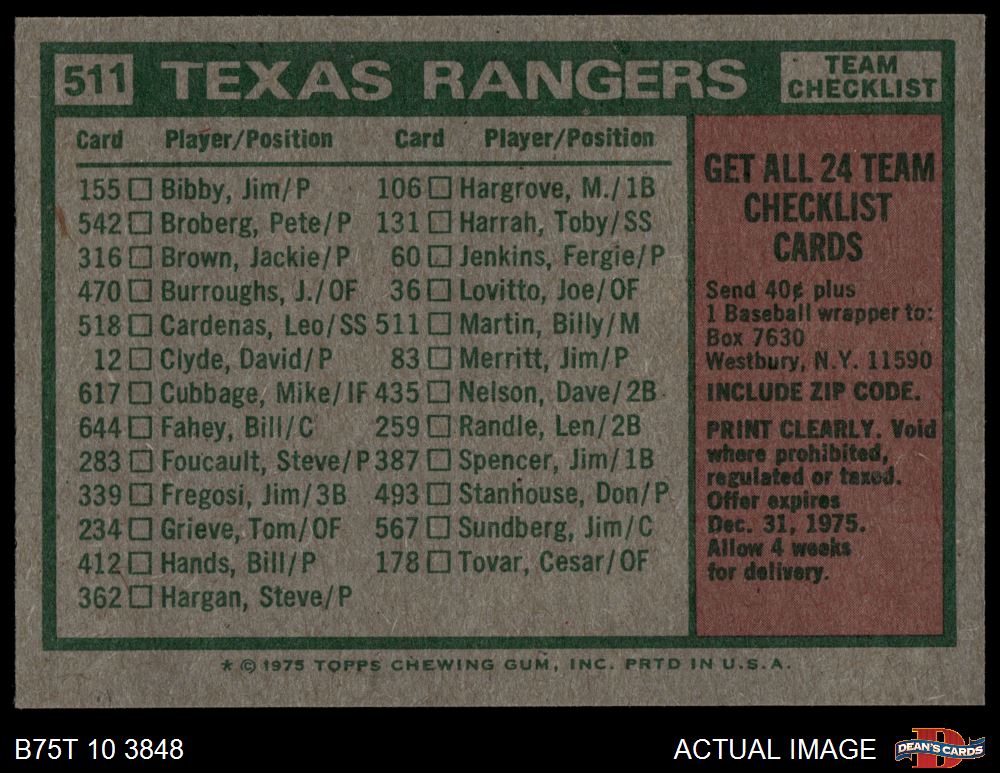 511 TEXAS RANGERS TEAM CHECKLIST
Card Player/Position Card Player/Position
155 □ Bibby, Jim/P 106 □ Hargrove, M./1B
542 □ Broberg, Pete/P 131 □ Harrah, Toby/SS
316 □ Brown, Jackie/P 60 □ Jenkins, Fergie/P
470 □ Burroughs, J./OF 36 □ Lovitto, Joe/OF
518 □ Cardenas, Leo/SS 511 □ Martin, Billy/M
12 □ Clyde, David/P 83 □ Merritt, Jim/P
617 □ Cubbage, Mike/IF 435 □ Nelson, Dave/2B
644 □ Fahey, Bill/C 259 □ Randle, Len/2B
283 □ Foucault, Steve/P 387 □ Spencer, Jim/1B
339 □ Fregosi, Jim/3B 493 □ Stanhouse, Don/P
234 □ Grieve, Tom/OF 567 □ Sundberg, Jim/C
412 □ Hands, Bill/P 178 □ Tovar, Cesar/OF
362 □ Hargan, Steve/P
GET ALL 24 TEAM
CHECKLIST
CARDS
Send 40¢ plus
1 Baseball wrapper to:
Box 7630
Westbury, N.Y. 11590
INCLUDE ZIP CODE.
PRINT CLEARLY. Void
where prohibited,
regulated or taxed.
Offer expires
Dec. 31, 1975.
Allow 4 weeks
for delivery.
* © 1975 TOPPS CHEWING GUM, INC. PRTD IN U.S.A.
B75T 10 3848 ACTUAL IMAGE
D
DEAN'S CARDS